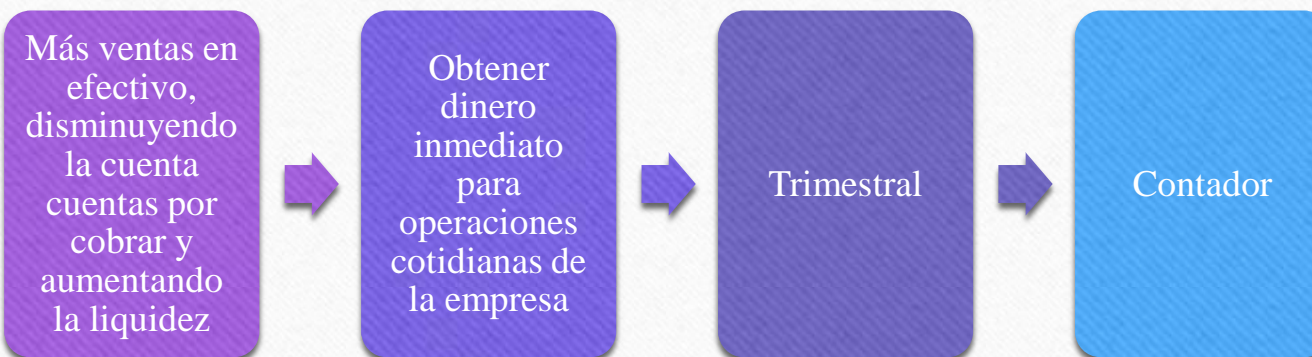 Más ventas en
efectivo,
disminuyendo
la cuenta
cuentas por
cobrar y
aumentando
la liquidez
Obtener
dinero
inmediato
para
operaciones
cotidianas de
la empresa
Trimestral
Contador